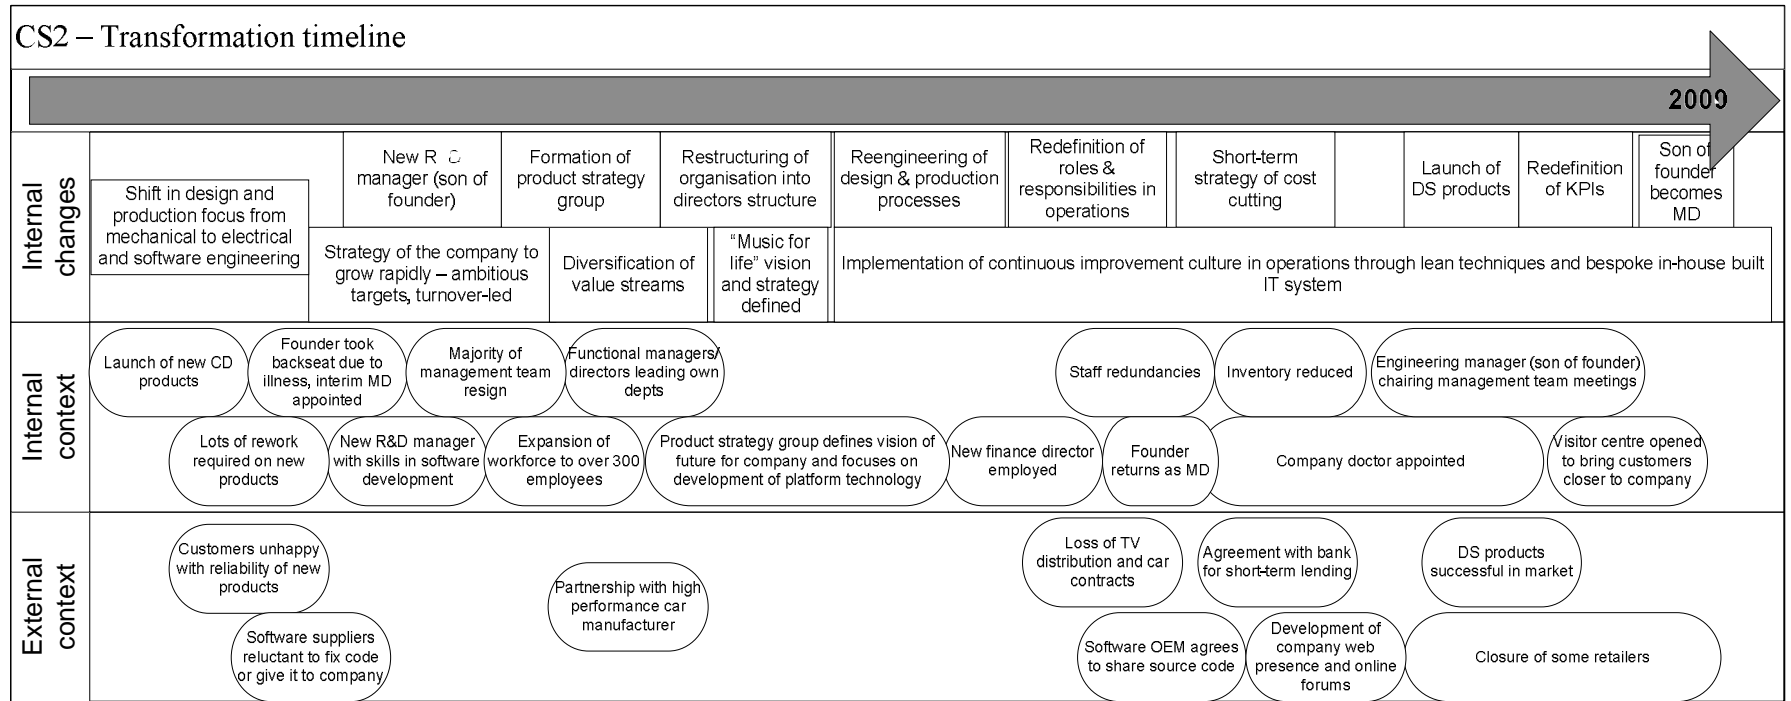 CS2 – Transformation timeline
2009
Internal
changes
Shift in design and
production focus from
mechanical to electrical
and software engineering
New R
manager (son of
founder)
Formation of
product strategy
group
Restructuring of
organisation into
directors structure
Reengineering of
design & production
processes
Redefinition of
roles &
responsibilities in
operations
Short-term
strategy of cost
cutting
Launch of
DS products
Redefinition
of KPIs
Son of
founder
becomes
MD
Strategy of the company to
grow rapidly – ambitious
targets, turnover-led
Diversification of
value streams
“Music for
life” vision
and strategy
defined
Implementation of continuous improvement culture in operations through lean techniques and bespoke in-house built
IT system
Internal
context
Launch of new CD
products
Founder took
backseat due to
illness, interim MD
appointed
Majority of
management team
resign
Functional managers/
directors leading own
depts
Staff redundancies
Inventory reduced
Engineering manager (son of founder)
chairing management team meetings
Lots of rework
required on new
products
New R&D manager
with skills in software
development
Expansion of
workforce to over 300
employees
Product strategy group defines vision of
future for company and focuses on
development of platform technology
New finance director
employed
Founder
returns as MD
Company doctor appointed
Visitor centre opened
to bring customers
closer to company
External
context
Customers unhappy
with reliability of new
products
Partnership with high
performance car
manufacturer
Loss of TV
distribution and car
contracts
Agreement with bank
for short-term lending
DS products
successful in market
Software suppliers
reluctant to fix code
or give it to company
Software OEM agrees
to share source code
Development of
company web
presence and online
forums
Closure of some retailers